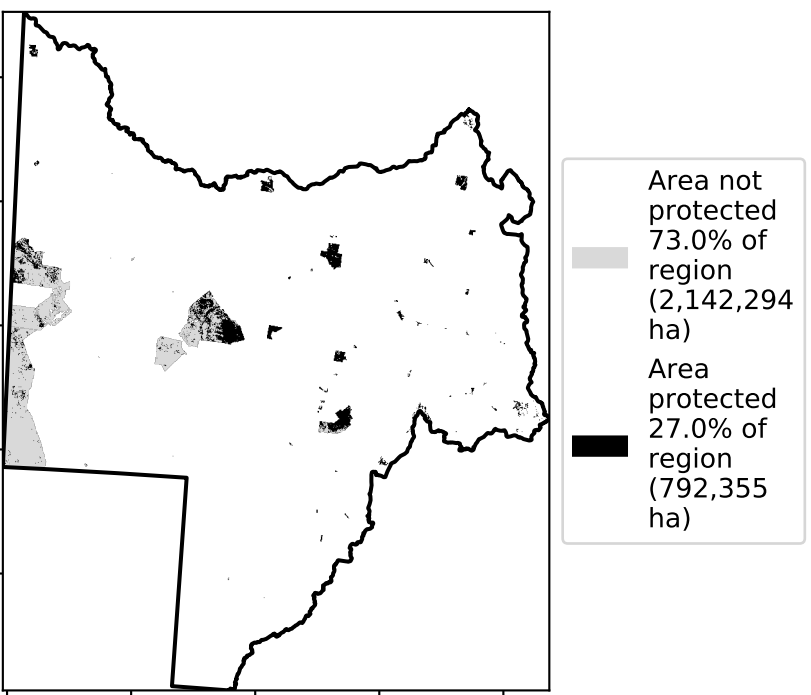 Area not
protected
73.0% of
region
(2,142,294
ha)
Area
protected
27.0% of
region
(792,355
ha)